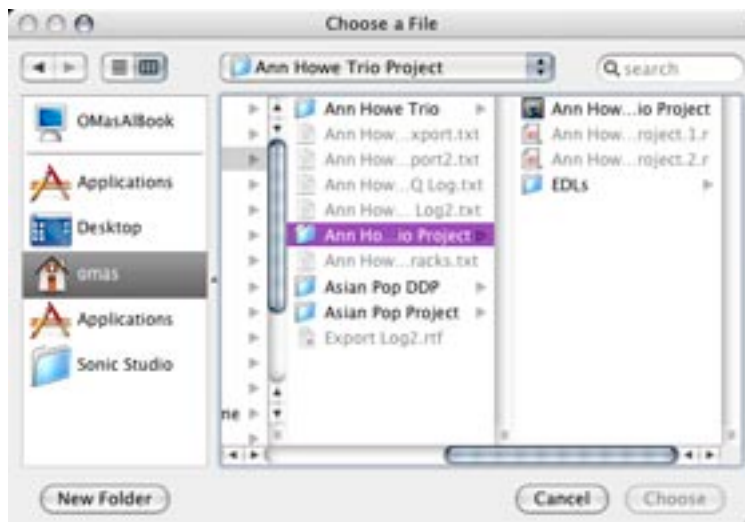 Choose a File
Ann Howe Trio Project
search
OMasAlBook
Applications
Desktop
omas
Applications
Sonic Studio
ne
Ann Howe Trio
Ann How...xport.txt
Ann How...port2.txt
Ann How...Q Log.txt
Ann How... Log2.txt
Ann Ho...io Project
Ann How...racks.txt
Asian Pop DDP
Asian Pop Project
Export Log2.rtf
Ann How...io Project
Ann How...roject.1.r
Ann How...roject.2.r
EDLs
New Folder
Cancel
Choose